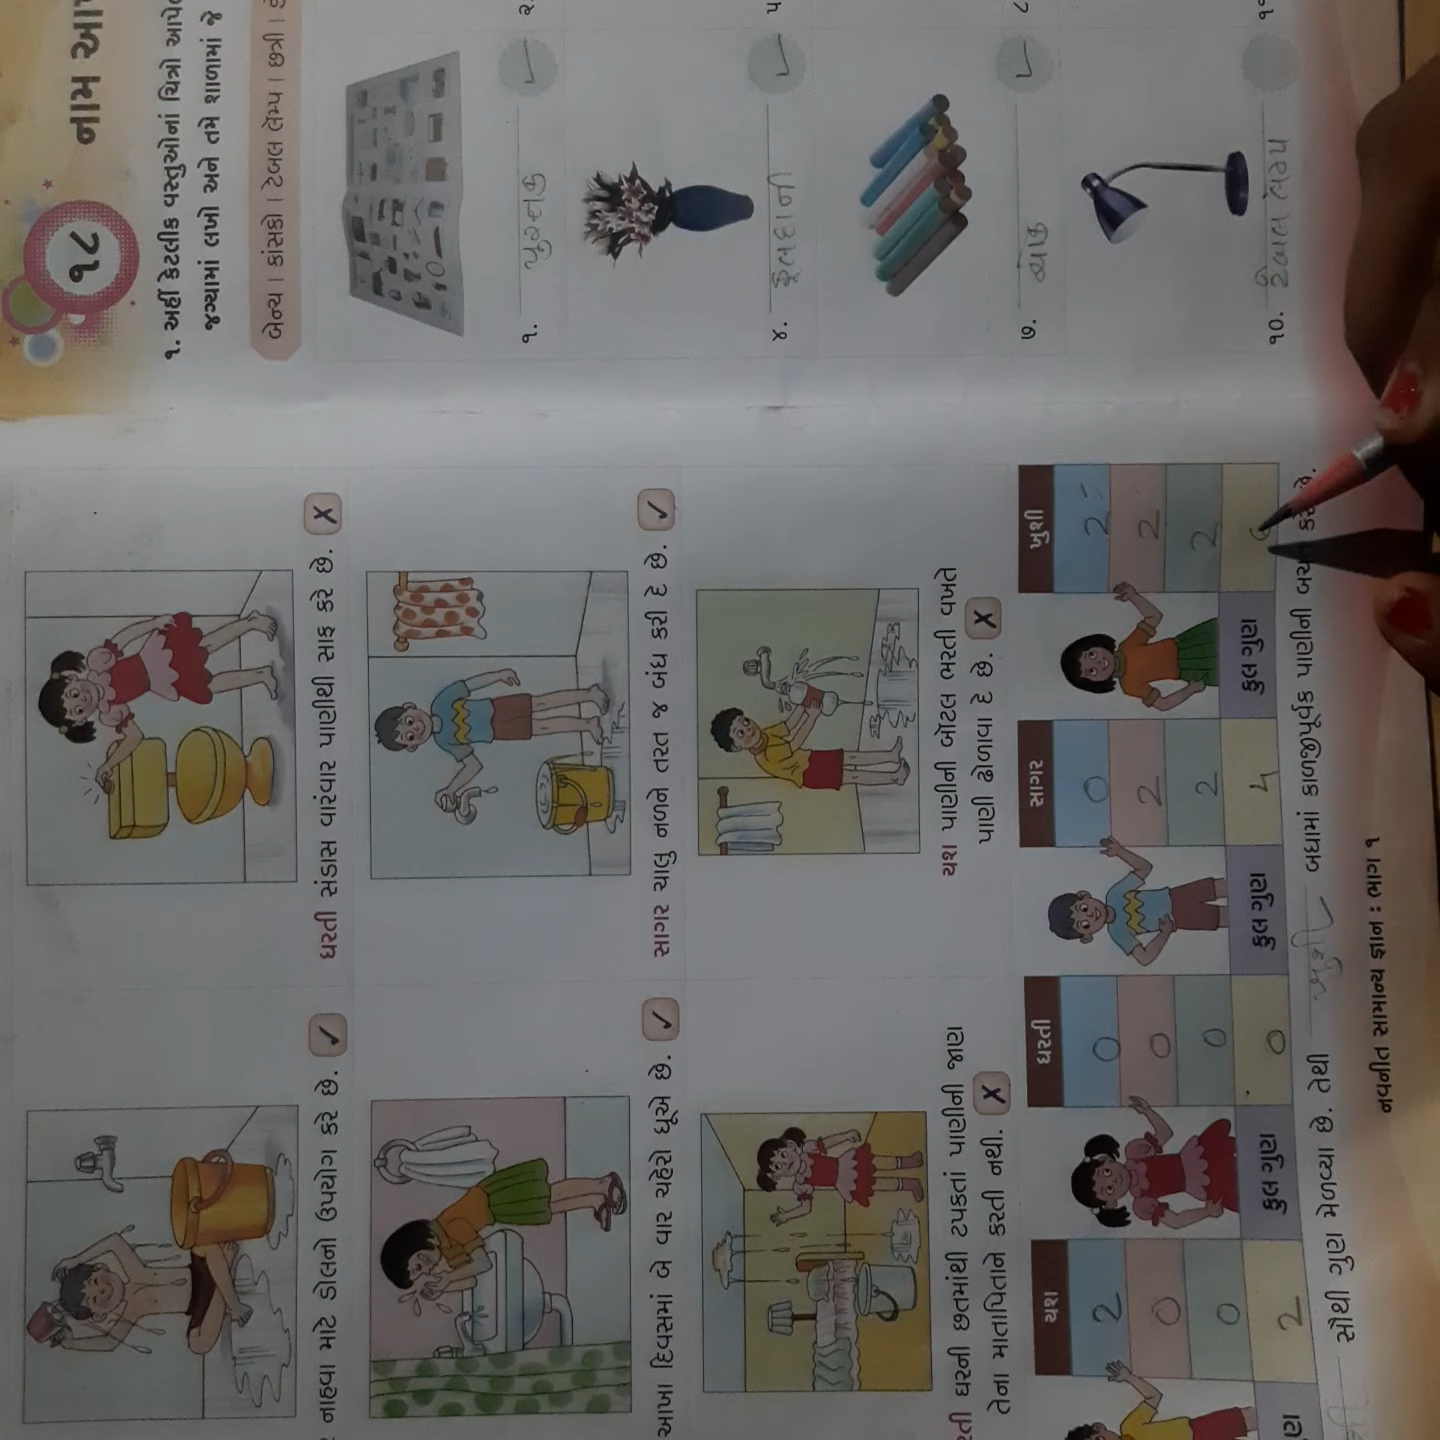 ધરતી સંડાસ વારંવાર પાણીથી સાફ કરે છે. ✗
નાહવા માટે ડોલનો ઉપયોગ કરે છે. ✓
સાગર ચાલુ નળને તરત જ બંધ કરી દે છે. ✓
આખા દિવસમાં બે વાર ચહેરો ધૂએ છે. ✓
યશ પાણીની બૉટલ ભરતી વખતે
પાણી ઢોળાવા દે છે. ✗
ઘરની છતમાંથી ટપકતાં પાણીની જાણ
તેના માતાપિતાને કરતી નથી. ✗
યશ ધરતી સાગર ખુશી
2 0 0 2
0 0 2 2
0 0 2 2
કુલ ગુણ કુલ ગુણ કુલ ગુણ
2 0 4 6
સૌથી ગુણ મેળવ્યા છે. તેથી ખુશી બધામાં કાળજીપૂર્વક પાણીની
નવનીત સામાન્ય જ્ઞાન : ભાગ ૧
૧૮
નામ
૧. અહીં કેટલીક વસ્તુઓનાં ચિત્રો
જગ્યામાં લખો અને તમે શાળામાં જે
બેન્ચ । કાંસકો । ટેબલ લેમ્પ । છત્રી ।
૧. પુસ્તક ✓ ૨.
૪. ફૂલદાની ✓ ૫
૭. ચોક ✓ ૮
૧૦. ટેબલ લેમ્પ